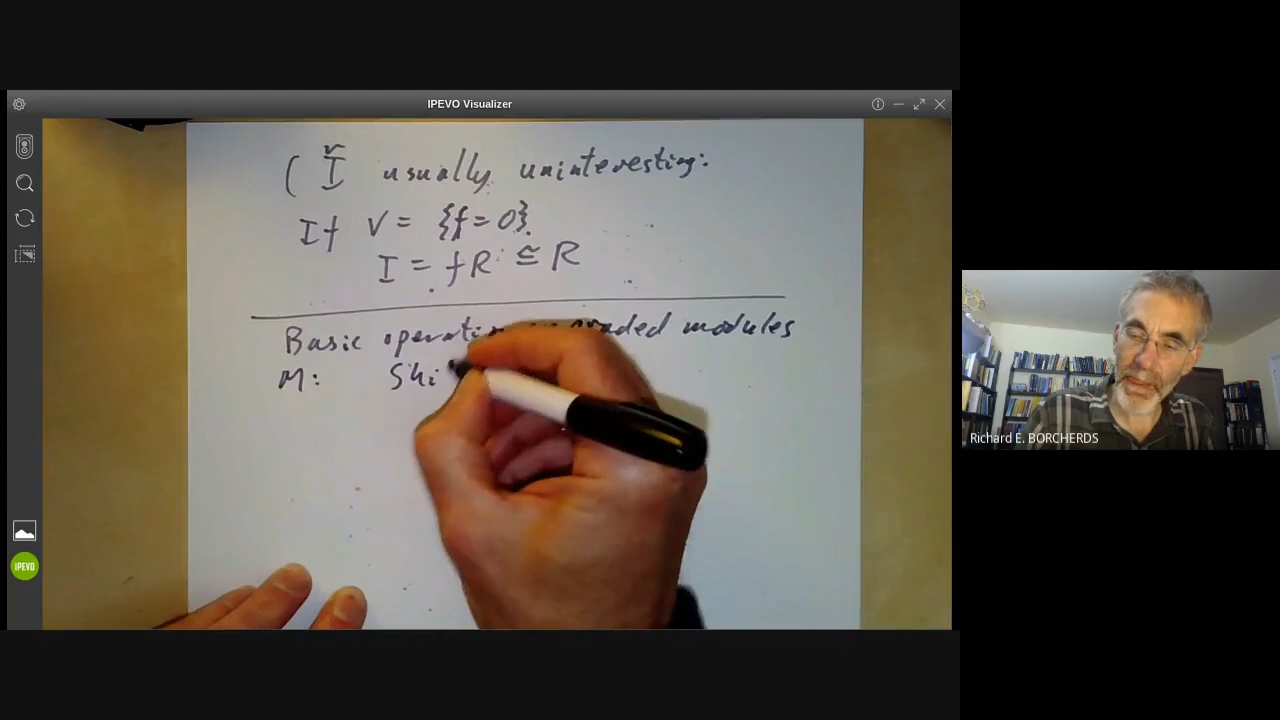 IPEVO Visualizer
( Ĭ usually uninteresting:
If V = {f = 0}.
I = fR ≅ R
Basic operation graded modules
M: Shi
IPEVO
Richard E. BORCHERDS